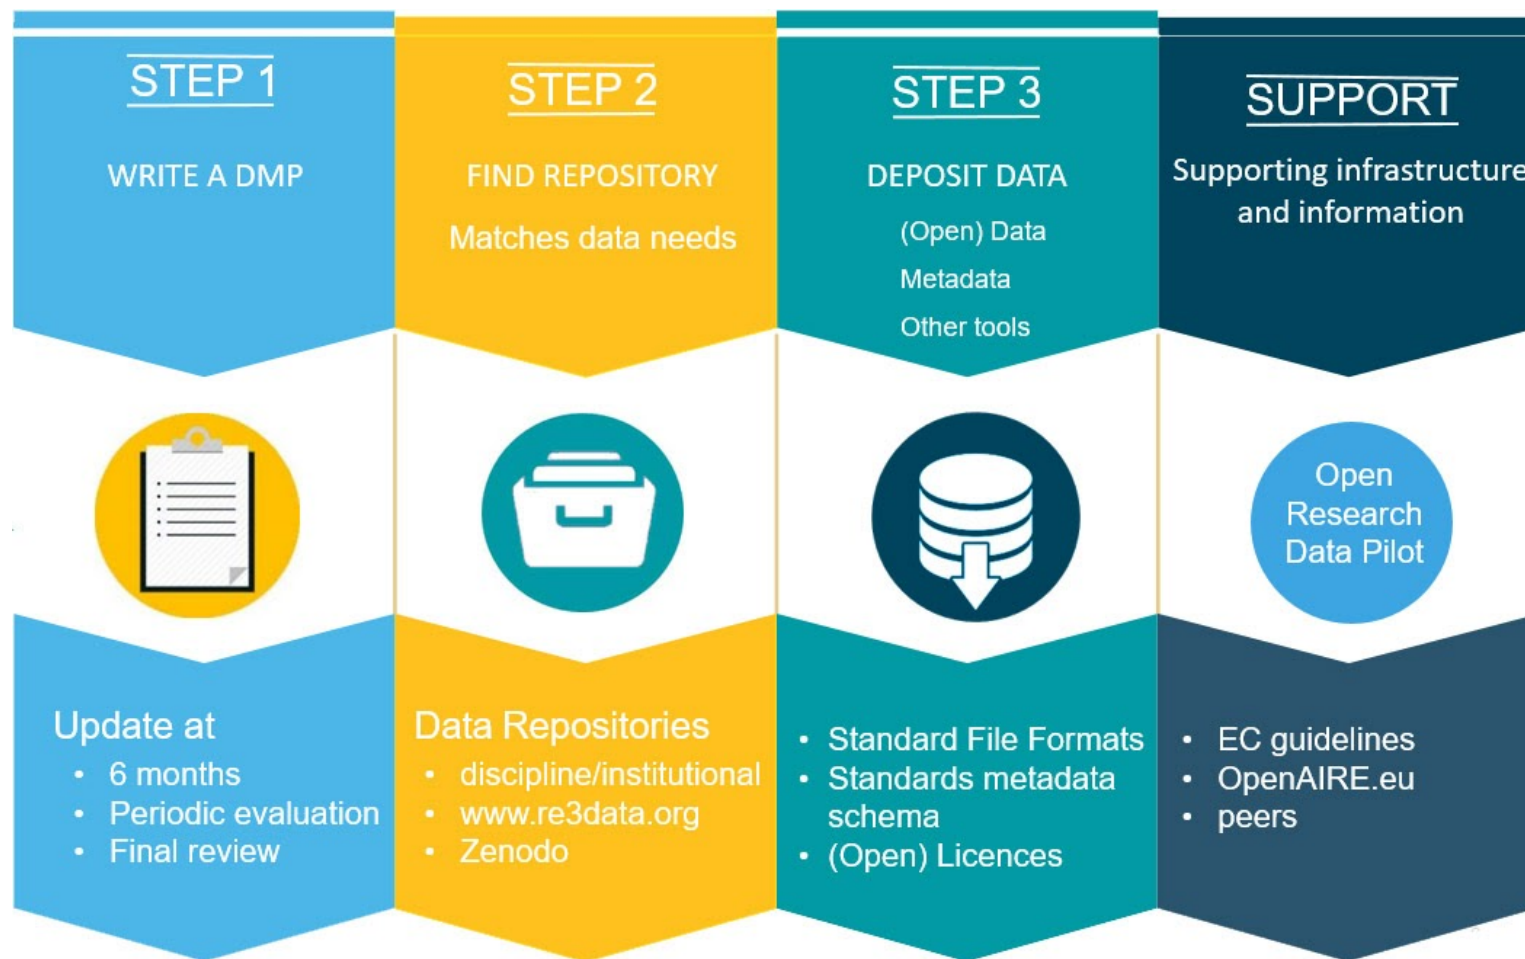 STEP 1
WRITE A DMP
Update at
• 6 months
• Periodic evaluation
• Final review
STEP 2
FIND REPOSITORY
Matches data needs
Data Repositories
• discipline/institutional
• www.re3data.org
• Zenodo
STEP 3
DEPOSIT DATA
(Open) Data
Metadata
Other tools
• Standard File Formats
• Standards metadata
schema
• (Open) Licences
SUPPORT
Supporting infrastructure
and information
Open
Research
Data Pilot
• EC guidelines
• OpenAIRE.eu
• peers